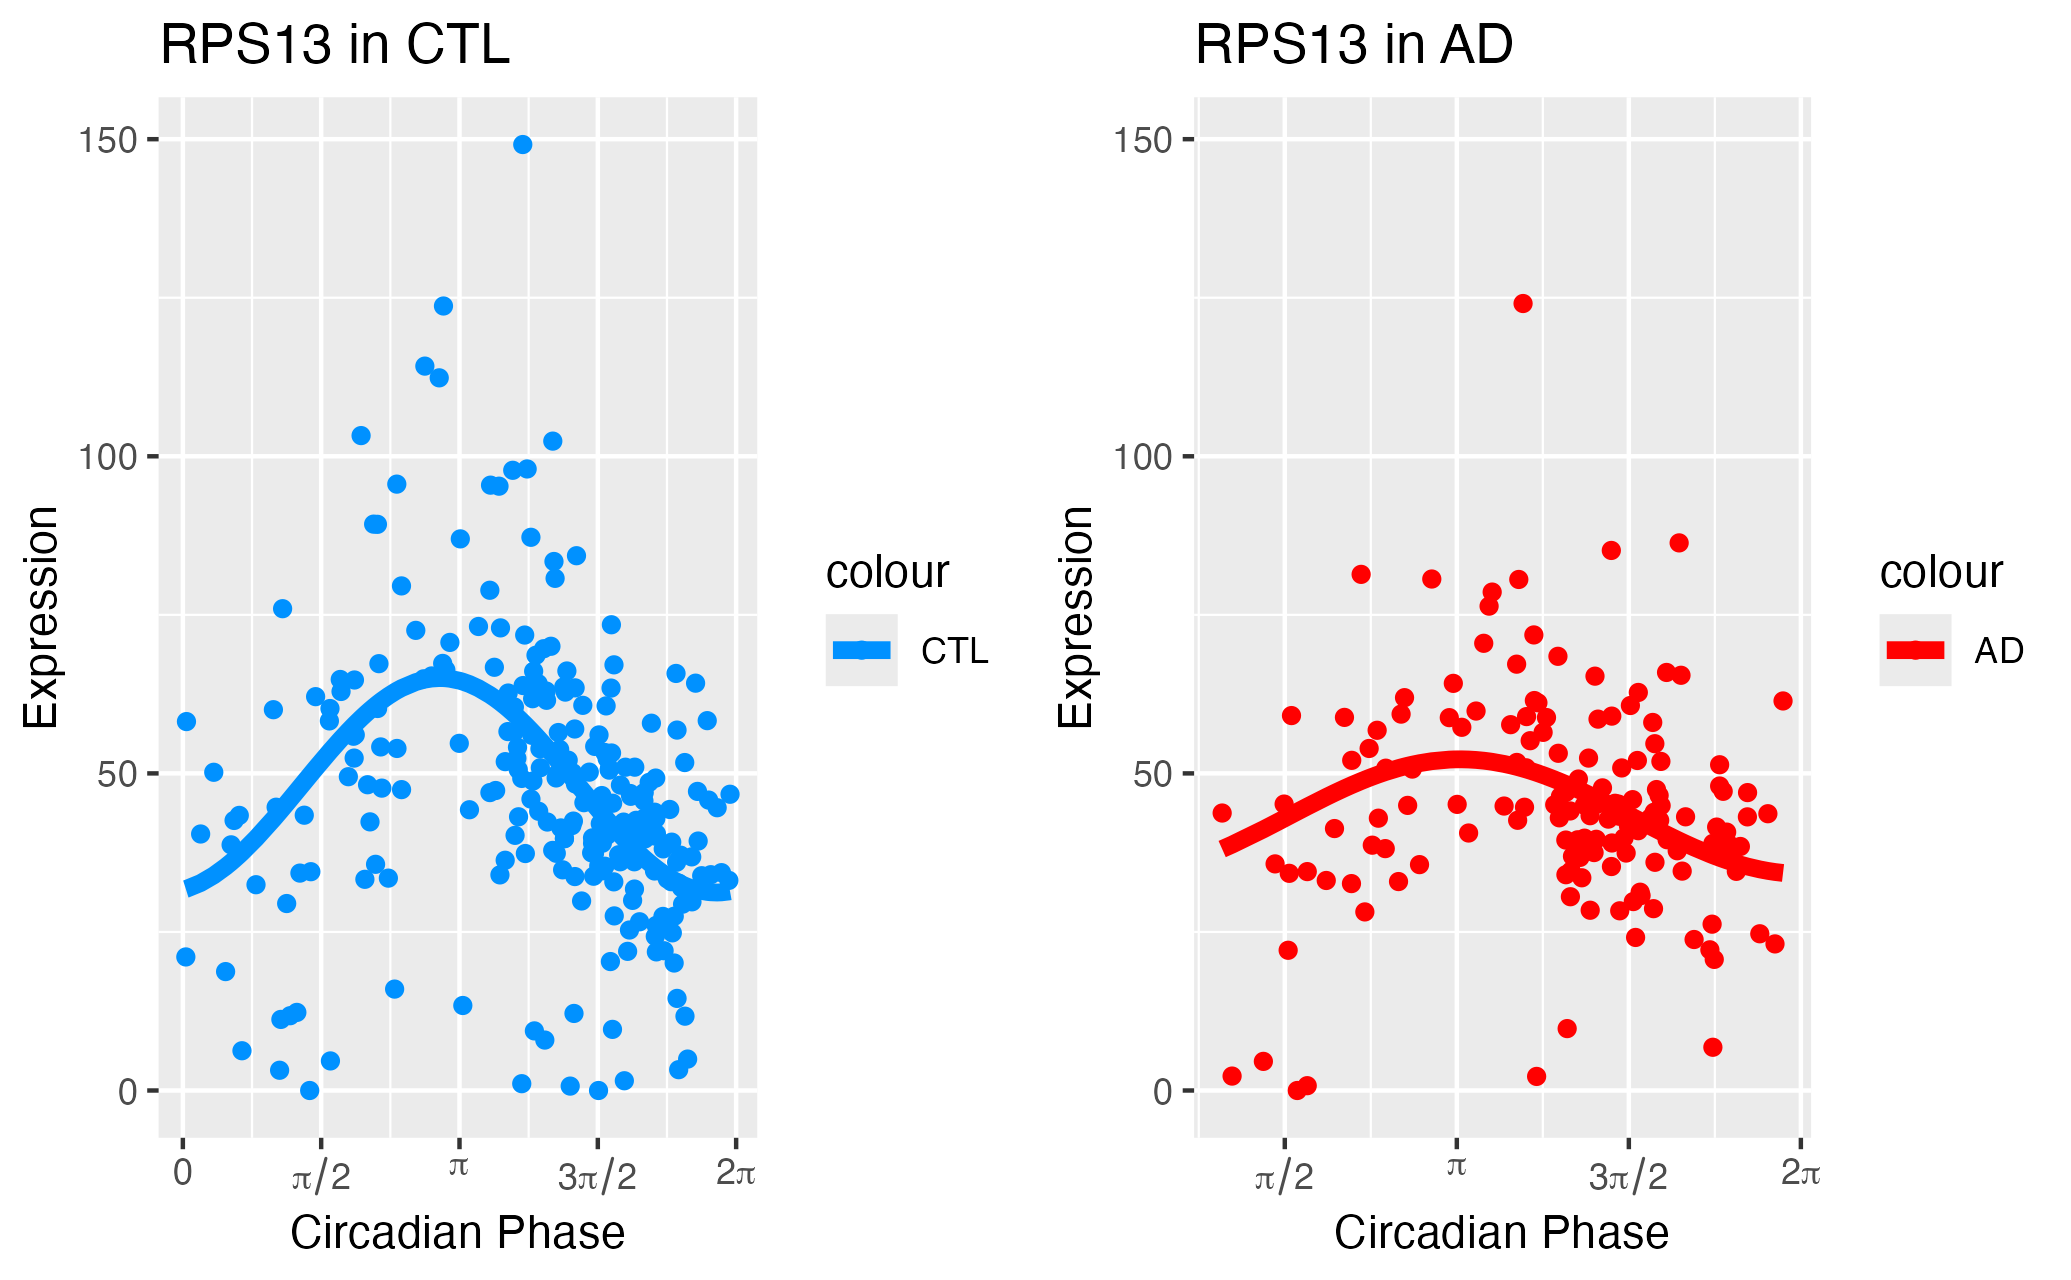 RPS13 in CTL
Expression
150
100
50
0
0 π/2 π 3π/2 2π
Circadian Phase
colour
CTL
RPS13 in AD
Expression
150
100
50
0
π/2 π 3π/2 2π
Circadian Phase
colour
AD